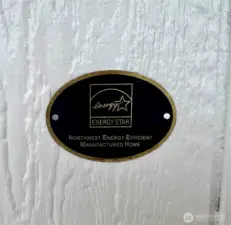 energy
ENERGY STAR
NORTHWEST ENERGY EFFICIENT
MANUFACTURED HOME